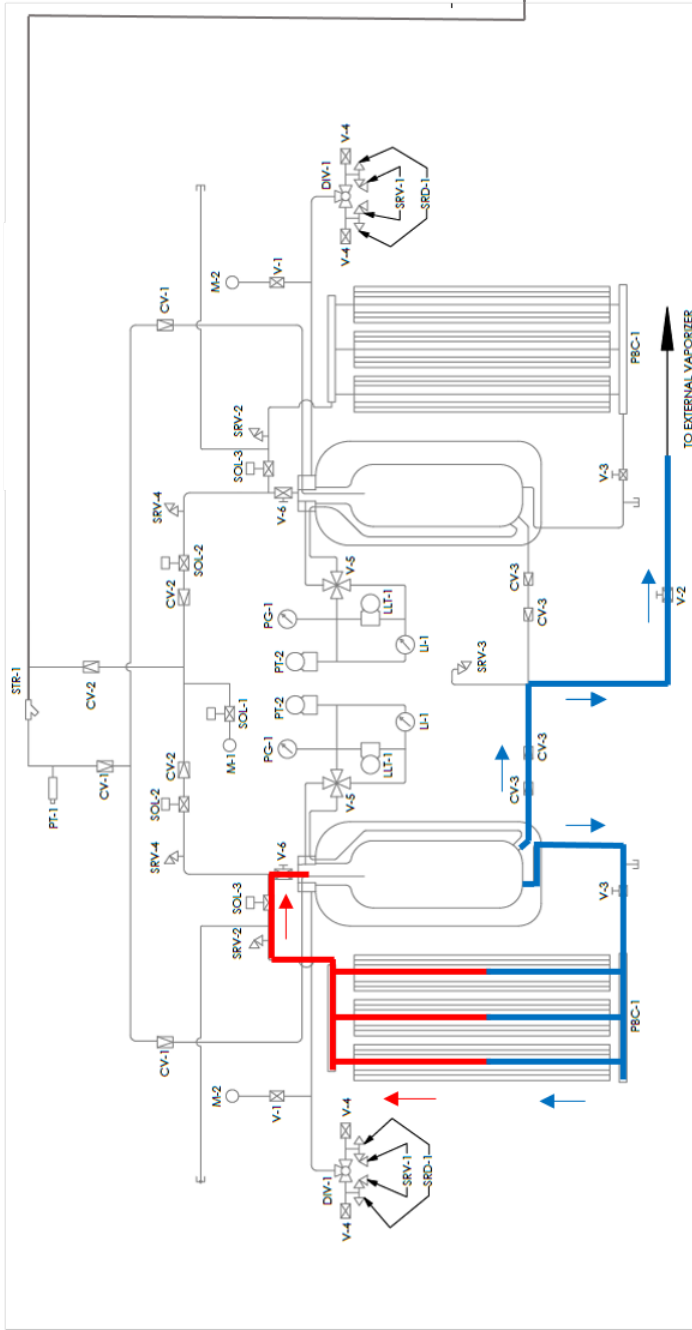 V-4
DIV-1
SRV-1
SRD-1
V-4
M-2
V-1
CV-1
SRV-2
SOL-3
PBC-1
TO EXTERNAL VAPORIZER
SRV-4
SOL-2
CV-2
V-6
V-3
V-5
PG-1
LLT-1
CV-3
CV-3
PT-2
LI-1
V-2
STR-1
CV-2
SOL-1
M-1
SRV-3
PT-2
LI-1
PG-1
LLT-1
CV-3
CV-3
PT-1
CV-1
CV-2
SOL-2
V-5
SRV-4
V-6
SOL-3
SRV-2
V-3
CV-1
PBC-1
M-2
V-1
V-4
DIV-1
SRV-1
SRD-1
V-4